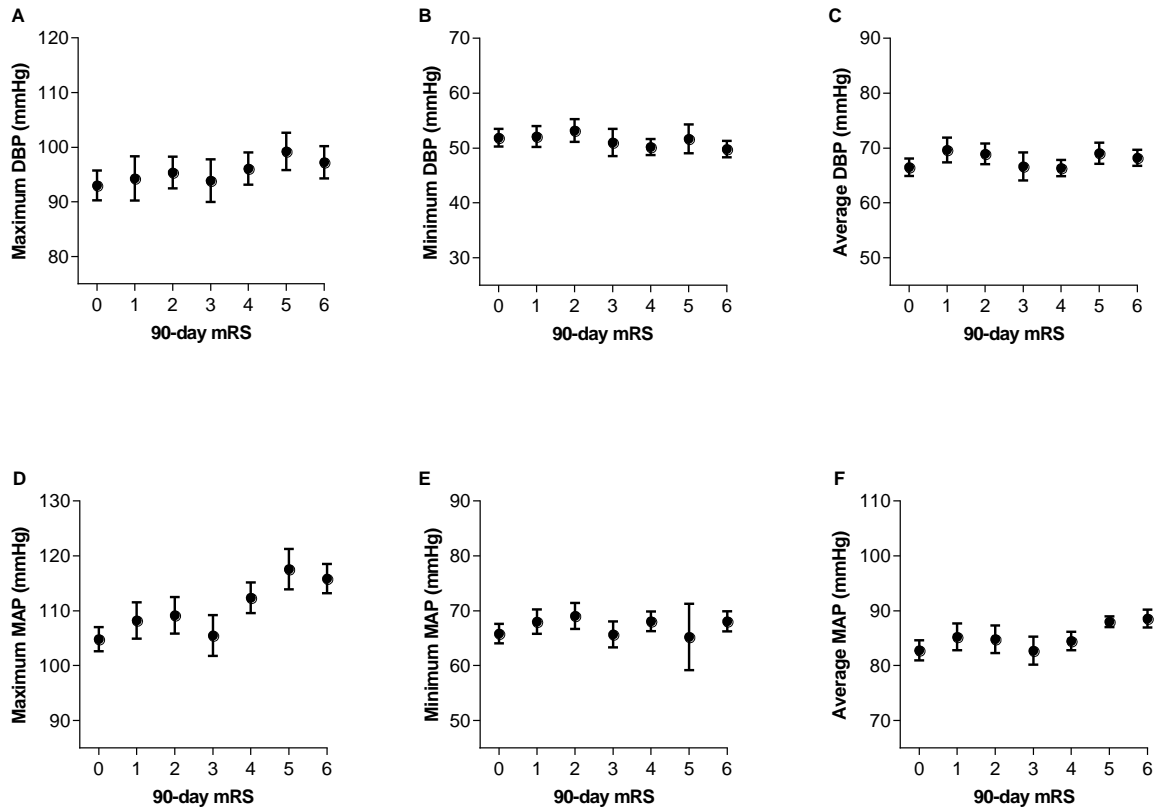 A
Maximum DBP (mmHg)
120
110
100
90
80
0 1 2 3 4 5 6
90-day mRS
B
Minimum DBP (mmHg)
70
60
50
40
30
0 1 2 3 4 5 6
90-day mRS
C
Average DBP (mmHg)
90
80
70
60
50
0 1 2 3 4 5 6
90-day mRS
D
Maximum MAP (mmHg)
130
120
110
100
90
0 1 2 3 4 5 6
90-day mRS
E
Minimum MAP (mmHg)
90
80
70
60
50
0 1 2 3 4 5 6
90-day mRS
F
Average MAP (mmHg)
110
100
90
80
70
0 1 2 3 4 5 6
90-day mRS